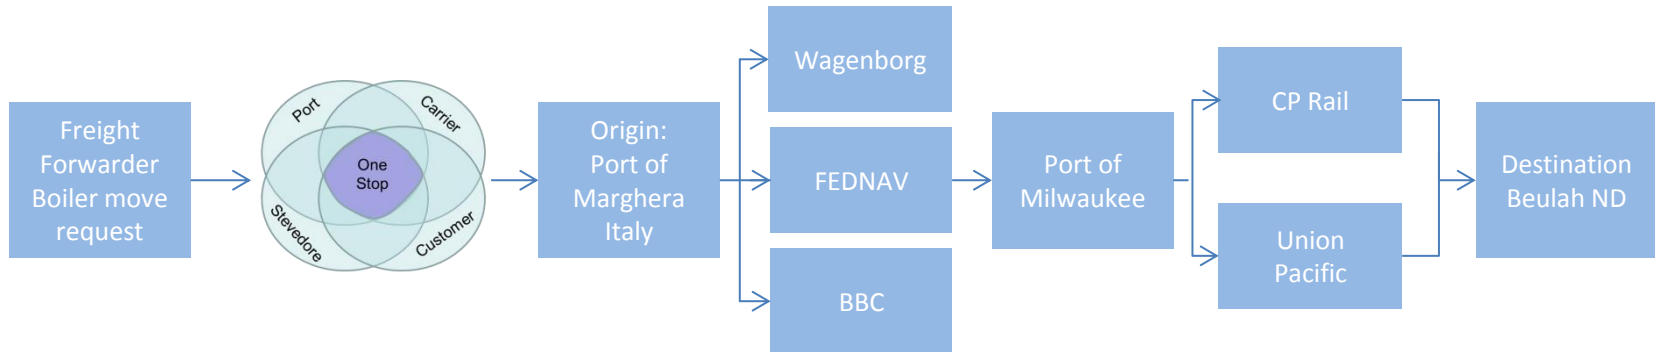 Freight
Forwarder
Boiler move
request
Port
Carrier
One
Stop
Stevedore
Customer
Origin:
Port of
Marghera
Italy
Wagenborg
FEDNAV
BBC
Port of
Milwaukee
CP Rail
Union
Pacific
Destination
Beulah ND